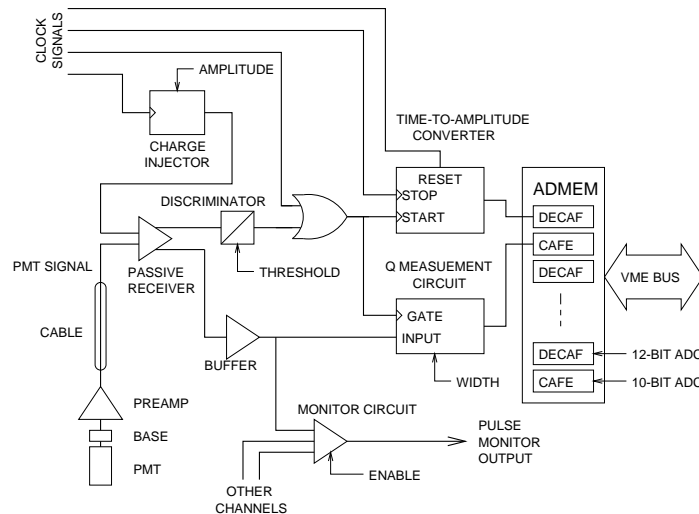 CLOCK
SIGNALS
AMPLITUDE
CHARGE
INJECTOR
TIME-TO-AMPLITUDE
CONVERTER
RESET
STOP
START
ADMEM
DECAF
CAFE
DECAF
DECAF
CAFE
VME BUS
12-BIT ADC
10-BIT ADC
DISCRIMINATOR
THRESHOLD
PMT SIGNAL
PASSIVE
RECEIVER
Q MEASUEMENT
CIRCUIT
GATE
INPUT
WIDTH
CABLE
BUFFER
PREAMP
BASE
PMT
MONITOR CIRCUIT
PULSE
MONITOR
OUTPUT
ENABLE
OTHER
CHANNELS